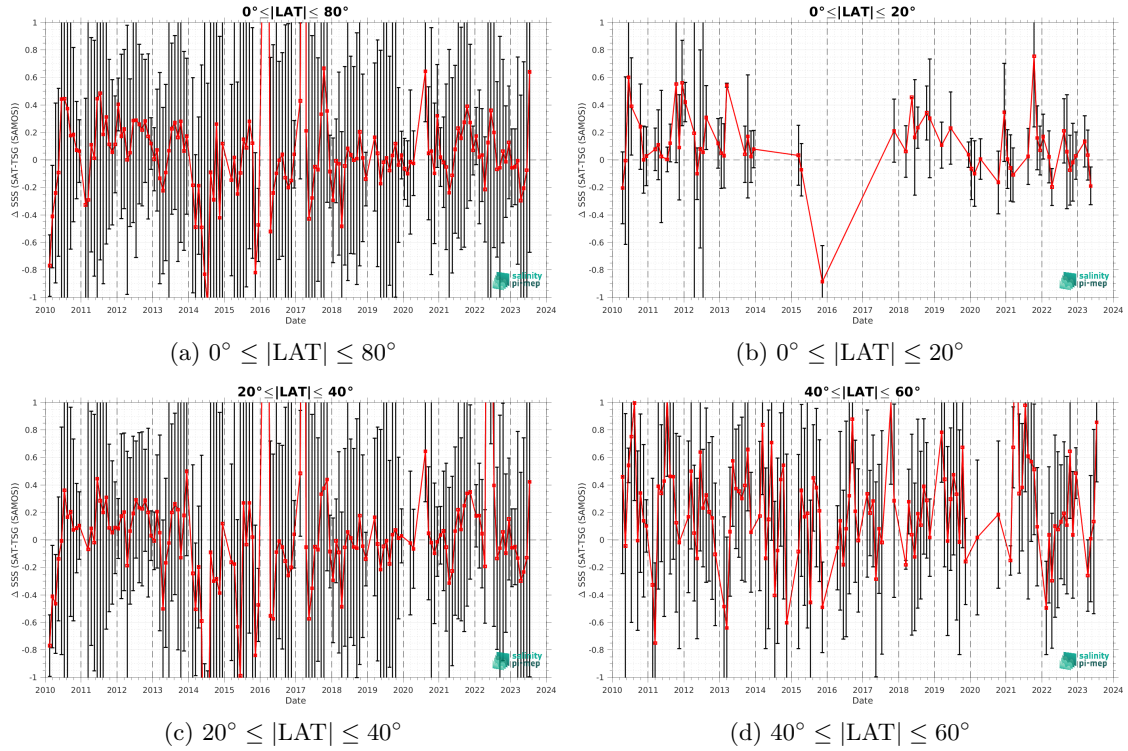 0°≤|LAT|≤ 80°
Δ SSS (SAT-TSG (SAMOS))
1
0.8
0.6
0.4
0.2
0
-0.2
-0.4
-0.6
-0.8
-1
2010 2011 2012 2013 2014 2015 2016 2017 2018 2019 2020 2021 2022 2023 2024
Date
salinity
pi-mep
(a) 0° ≤ |LAT| ≤ 80°
0°≤|LAT|≤ 20°
Δ SSS (SAT-TSG (SAMOS))
1
0.8
0.6
0.4
0.2
0
-0.2
-0.4
-0.6
-0.8
-1
2010 2011 2012 2013 2014 2015 2016 2017 2018 2019 2020 2021 2022 2023 2024
Date
salinity
pi-mep
(b) 0° ≤ |LAT| ≤ 20°
20°≤|LAT|≤ 40°
Δ SSS (SAT-TSG (SAMOS))
1
0.8
0.6
0.4
0.2
0
-0.2
-0.4
-0.6
-0.8
-1
2010 2011 2012 2013 2014 2015 2016 2017 2018 2019 2020 2021 2022 2023 2024
Date
salinity
pi-mep
(c) 20° ≤ |LAT| ≤ 40°
40°≤|LAT|≤ 60°
Δ SSS (SAT-TSG (SAMOS))
1
0.8
0.6
0.4
0.2
0
-0.2
-0.4
-0.6
-0.8
-1
2010 2011 2012 2013 2014 2015 2016 2017 2018 2019 2020 2021 2022 2023 2024
Date
salinity
pi-mep
(d) 40° ≤ |LAT| ≤ 60°